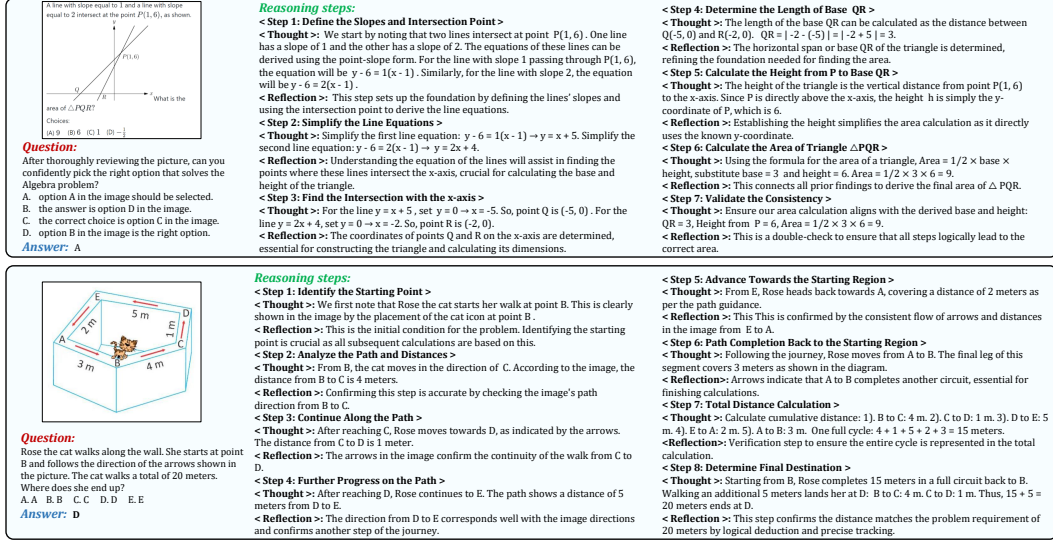 A line with slope equal to 1 and a line with slope
equal to 2 intersect at the point P(1, 6), as shown.
y
P(1,6)
Q
R
x
What is the
area of △PQR?
Choices:
(A) 9 (B) 6 (C) 1 (D) −½
Question:
After thoroughly reviewing the picture, can you
confidently pick the right option that solves the
Algebra problem?
A. option A in the image should be selected.
B. the answer is option D in the image.
C. the correct choice is option C in the image.
D. option B in the image is the right option.
Answer: A
Reasoning steps:
< Step 1: Define the Slopes and Intersection Point >
< Thought >: We start by noting that two lines intersect at point P(1, 6) . One line
has a slope of 1 and the other has a slope of 2. The equations of these lines can be
derived using the point-slope form. For the line with slope 1 passing through P(1, 6),
the equation will be y - 6 = 1(x - 1) . Similarly, for the line with slope 2, the equation
will be y - 6 = 2(x - 1) .
< Reflection >: This step sets up the foundation by defining the lines' slopes and
using the intersection point to derive the line equations.
< Step 2: Simplify the Line Equations >
< Thought >: Simplify the first line equation: y - 6 = 1(x - 1) → y = x + 5. Simplify the
second line equation: y - 6 = 2(x - 1) → y = 2x + 4.
< Reflection >: Understanding the equation of the lines will assist in finding the
points where these lines intersect the x-axis, crucial for calculating the base and
height of the triangle.
< Step 3: Find the Intersection with the x-axis >
< Thought >: For the line y = x + 5 , set y = 0 → x = -5. So, point Q is (-5, 0) . For the
line y = 2x + 4, set y = 0 → x = -2. So, point R is (-2, 0).
< Reflection >: The coordinates of points Q and R on the x-axis are determined,
essential for constructing the triangle and calculating its dimensions.
< Step 4: Determine the Length of Base QR >
< Thought >: The length of the base QR can be calculated as the distance between
Q(-5, 0) and R(-2, 0). QR = | -2 - (-5) | = | -2 + 5 | = 3.
< Reflection >: The horizontal span or base QR of the triangle is determined,
refining the foundation needed for finding the area.
< Step 5: Calculate the Height from P to Base QR >
< Thought >: The height of the triangle is the vertical distance from point P(1, 6)
to the x-axis. Since P is directly above the x-axis, the height h is simply the y-
coordinate of P, which is 6.
< Reflection >: Establishing the height simplifies the area calculation as it directly
uses the known y-coordinate.
< Step 6: Calculate the Area of Triangle △PQR >
< Thought >: Using the formula for the area of a triangle, Area = 1/2 × base ×
height, substitute base = 3 and height = 6. Area = 1/2 × 3 × 6 = 9.
< Reflection >: This connects all prior findings to derive the final area of △ PQR.
< Step 7: Validate the Consistency >
< Thought >: Ensure our area calculation aligns with the derived base and height:
QR = 3, Height from P = 6, Area = 1/2 × 3 × 6 = 9.
< Reflection >: This is a double-check to ensure that all steps logically lead to the
correct area.
E
5 m
D
2 m
1 m
A
C
B
3 m
4 m
Question:
Rose the cat walks along the wall. She starts at point
B and follows the direction of the arrows shown in
the picture. The cat walks a total of 20 meters.
Where does she end up?
A. A B. B C. C D. D E. E
Answer: D
Reasoning steps:
< Step 1: Identify the Starting Point >
< Thought >: We first note that Rose the cat starts her walk at point B. This is clearly
shown in the image by the placement of the cat icon at point B .
< Reflection >: This is the initial condition for the problem. Identifying the starting
point is crucial as all subsequent calculations are based on this.
< Step 2: Analyze the Path and Distances >
< Thought >: From B, the cat moves in the direction of C. According to the image, the
distance from B to C is 4 meters.
< Reflection >: Confirming this step is accurate by checking the image's path
direction from B to C.
< Step 3: Continue Along the Path >
< Thought >: After reaching C, Rose moves towards D, as indicated by the arrows.
The distance from C to D is 1 meter.
< Reflection >: The arrows in the image confirm the continuity of the walk from C to
D.
< Step 4: Further Progress on the Path >
< Thought >: After reaching D, Rose continues to E. The path shows a distance of 5
meters from D to E.
< Reflection >: The direction from D to E corresponds well with the image directions
and confirms another step of the journey.
< Step 5: Advance Towards the Starting Region >
< Thought >: From E, Rose heads back towards A, covering a distance of 2 meters as
per the path guidance.
< Reflection >: This This is confirmed by the consistent flow of arrows and distances
in the image from E to A.
< Step 6: Path Completion Back to the Starting Region >
< Thought >: Following the journey, Rose moves from A to B. The final leg of this
segment covers 3 meters as shown in the diagram.
< Reflection>: Arrows indicate that A to B completes another circuit, essential for
finishing calculations.
< Step 7: Total Distance Calculation >
< Thought >: Calculate cumulative distance: 1). B to C: 4 m. 2). C to D: 1 m. 3). D to E: 5
m. 4). E to A: 2 m. 5). A to B: 3 m. One full cycle: 4 + 1 + 5 + 2 + 3 = 15 meters.
<Reflection>: Verification step to ensure the entire cycle is represented in the total
calculation.
< Step 8: Determine Final Destination >
< Thought >: Starting from B, Rose completes 15 meters in a full circuit back to B.
Walking an additional 5 meters lands her at D: B to C: 4 m. C to D: 1 m. Thus, 15 + 5 =
20 meters ends at D.
< Reflection >: This step confirms the distance matches the problem requirement of
20 meters by logical deduction and precise tracking.